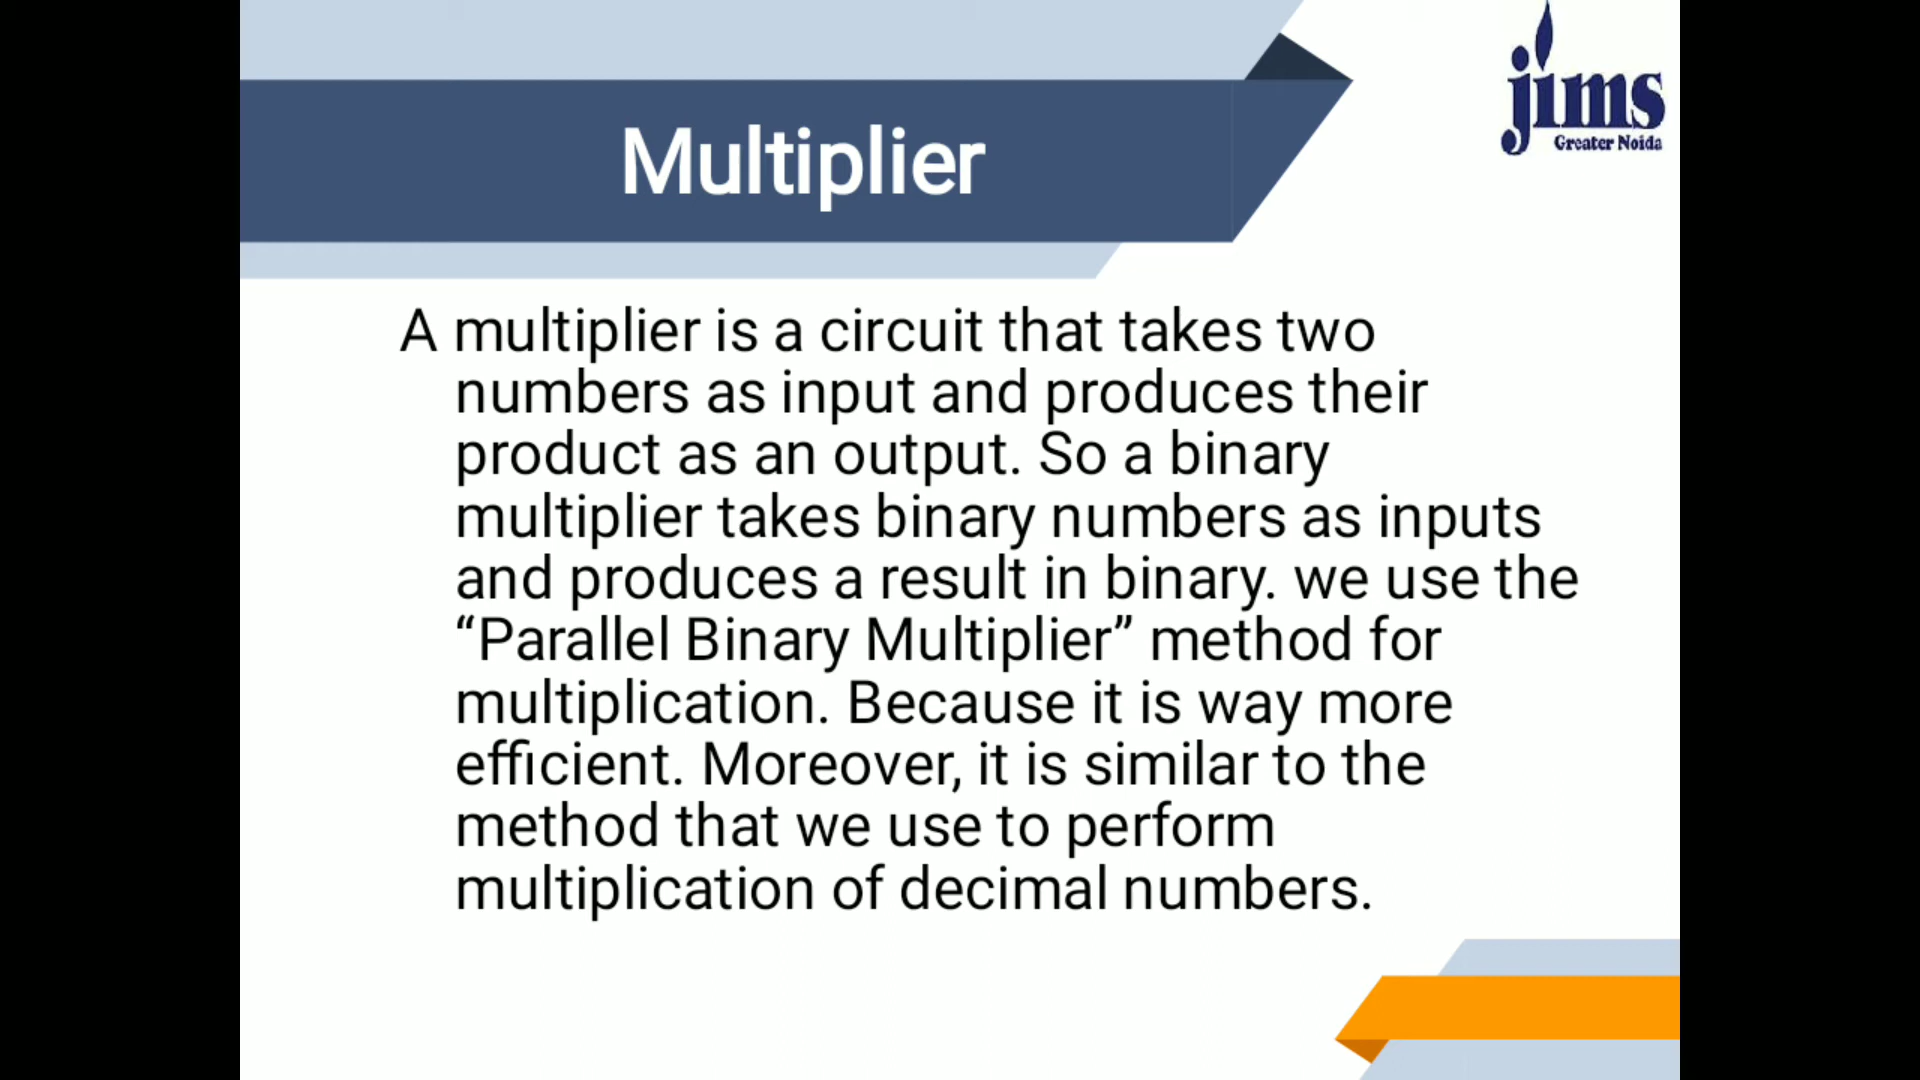 jims
Greater Noida
Multiplier
A multiplier is a circuit that takes two
numbers as input and produces their
product as an output. So a binary
multiplier takes binary numbers as inputs
and produces a result in binary. we use the
“Parallel Binary Multiplier” method for
multiplication. Because it is way more
efficient. Moreover, it is similar to the
method that we use to perform
multiplication of decimal numbers.